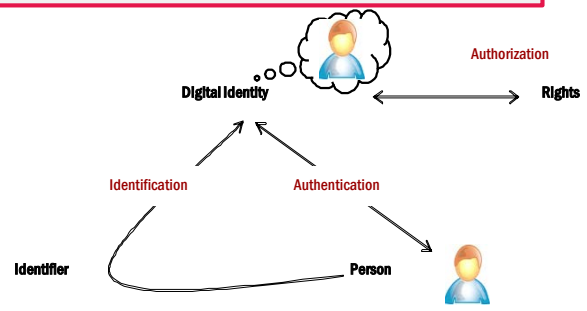 Authorization
Digital Identity
Rights
Identification
Authentication
Identifier
Person